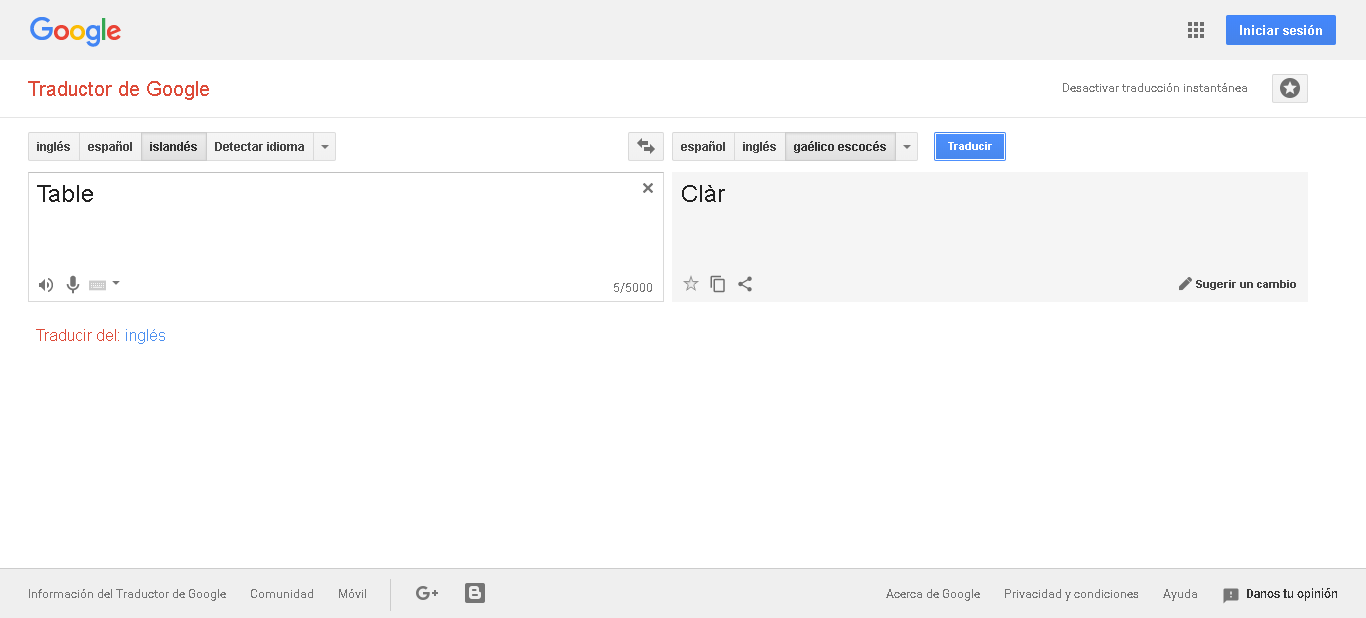 Google
Iniciar sesión
Traductor de Google
Desactivar traducción instantánea
inglés español islandés Detectar idioma español inglés gaélico escocés Traducir
Table
Clàr
5/5000
Sugerir un cambio
Traducir del: inglés
Información del Traductor de Google Comunidad Móvil G+ B Acerca de Google Privacidad y condiciones Ayuda Danos tu opinión